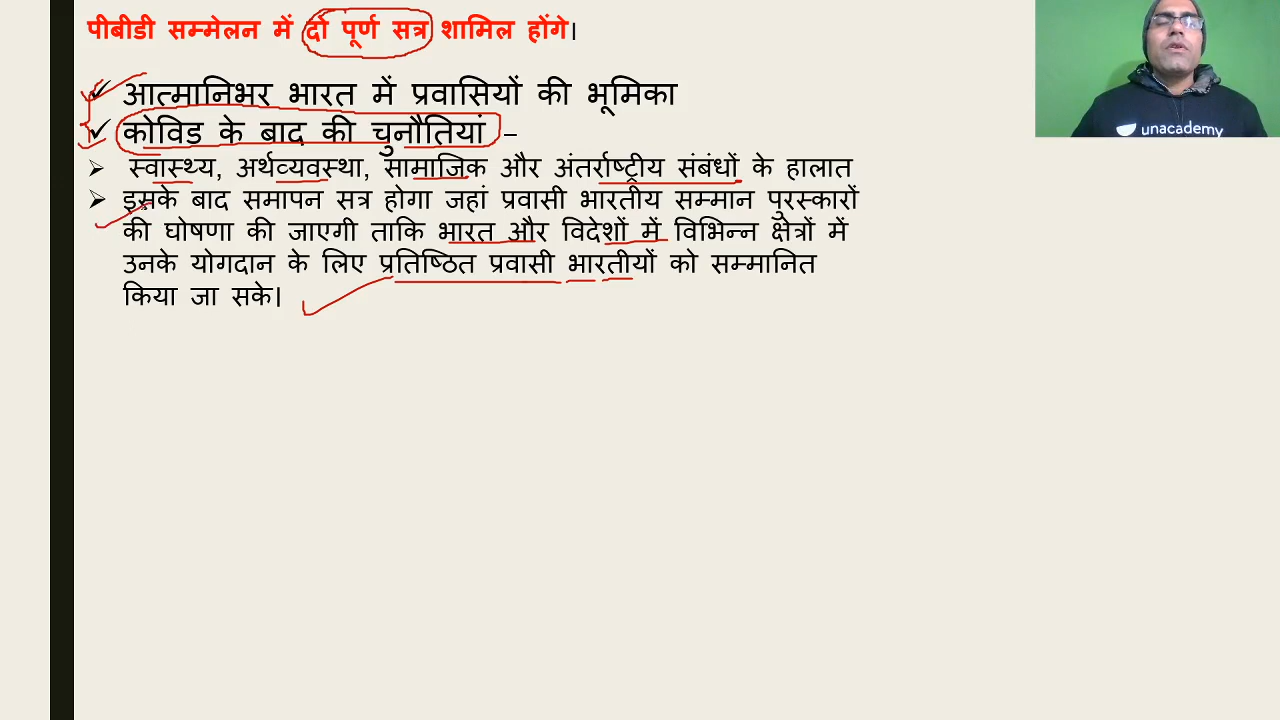 पीबीडी सम्मेलन में दो पूर्ण सत्र शामिल होंगे।
आत्मानिभर भारत में प्रवासियों की भूमिका
कोविड के बाद की चुनौतियां –
स्वास्थ्य, अर्थव्यवस्था, सामाजिक और अंतर्राष्ट्रीय संबंधों के हालात
इसके बाद समापन सत्र होगा जहां प्रवासी भारतीय सम्मान पुरस्कारों
की घोषणा की जाएगी ताकि भारत और विदेशों में विभिन्न क्षेत्रों में
उनके योगदान के लिए प्रतिष्ठित प्रवासी भारतीयों को सम्मानित
किया जा सके।
unacademy